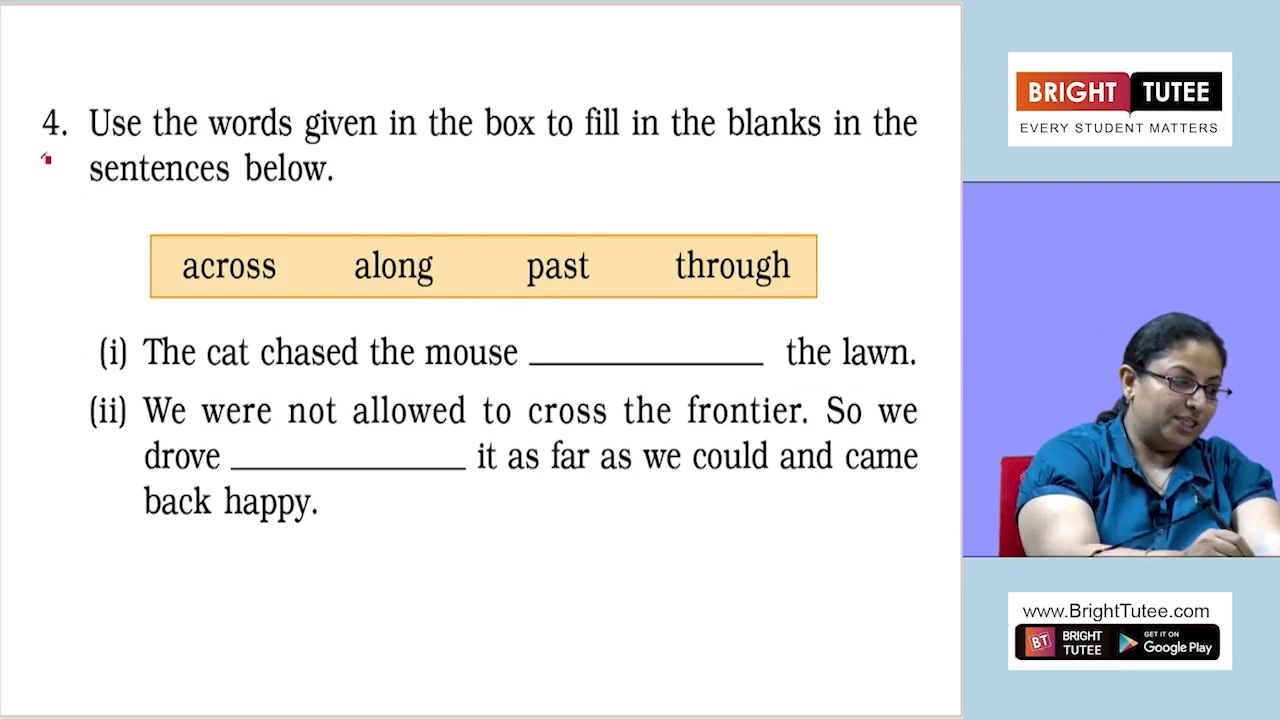 4. Use the words given in the box to fill in the blanks in the
sentences below.
across along past through
(i) The cat chased the mouse ________________ the lawn.
(ii) We were not allowed to cross the frontier. So we
drove ________________ it as far as we could and came
back happy.
BRIGHT TUTEE
EVERY STUDENT MATTERS
www.BrightTutee.com
BT BRIGHT TUTEE
GET IT ON Google Play